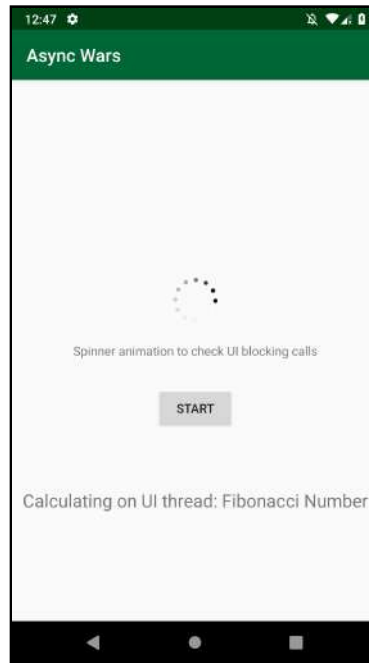 12:47
Async Wars
Spinner animation to check UI blocking calls
START
Calculating on UI thread: Fibonacci Number